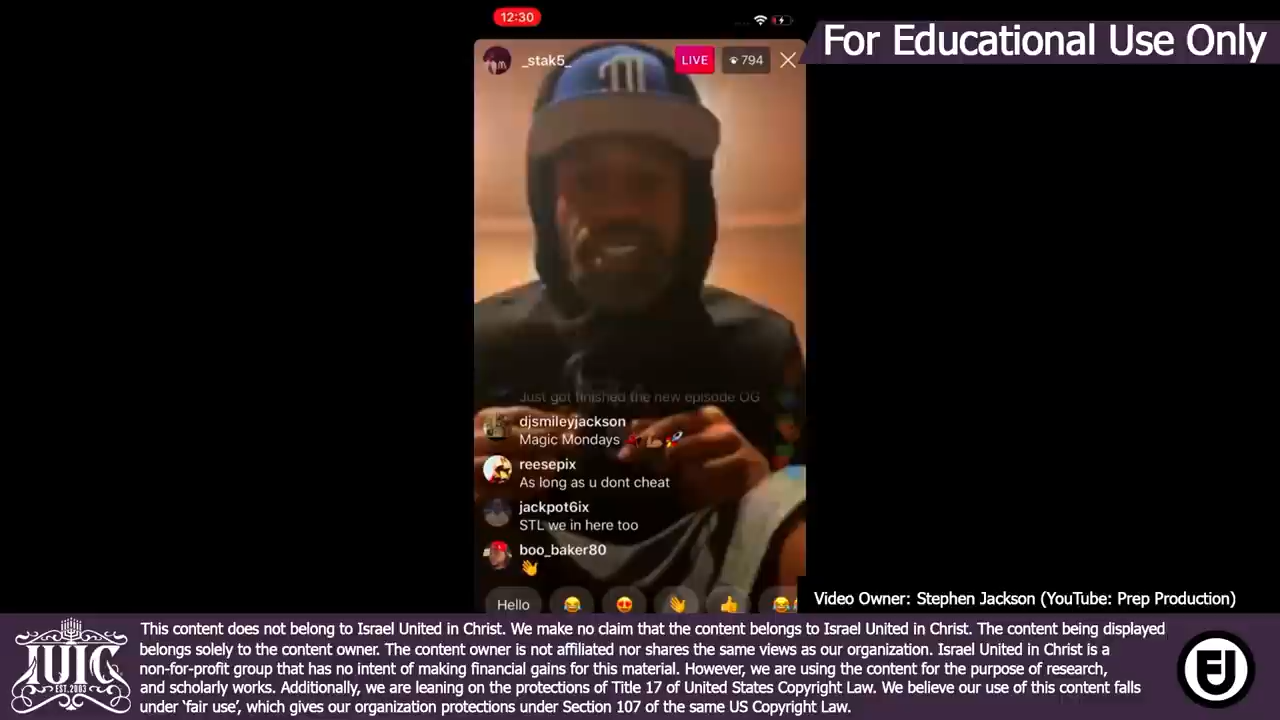 12:30
For Educational Use Only
_stak5_
LIVE
794
Just got finished the new episode OG
djsmileyjackson
Magic Mondays
reesepix
As long as u dont cheat
jackpot6ix
STL we in here too
boo_baker80
Hello
Video Owner: Stephen Jackson (YouTube: Prep Production)
IUIC
EST. 2003
This content does not belong to Israel United in Christ. We make no claim that the content belongs to Israel United in Christ. The content being displayed
belongs solely to the content owner. The content owner is not affiliated nor shares the same views as our organization. Israel United in Christ is a
non-for-profit group that has no intent of making financial gains for this material. However, we are using the content for the purpose of research,
and scholarly works. Additionally, we are leaning on the protections of Title 17 of United States Copyright Law. We believe our use of this content falls
under 'fair use', which gives our organization protections under Section 107 of the same US Copyright Law.